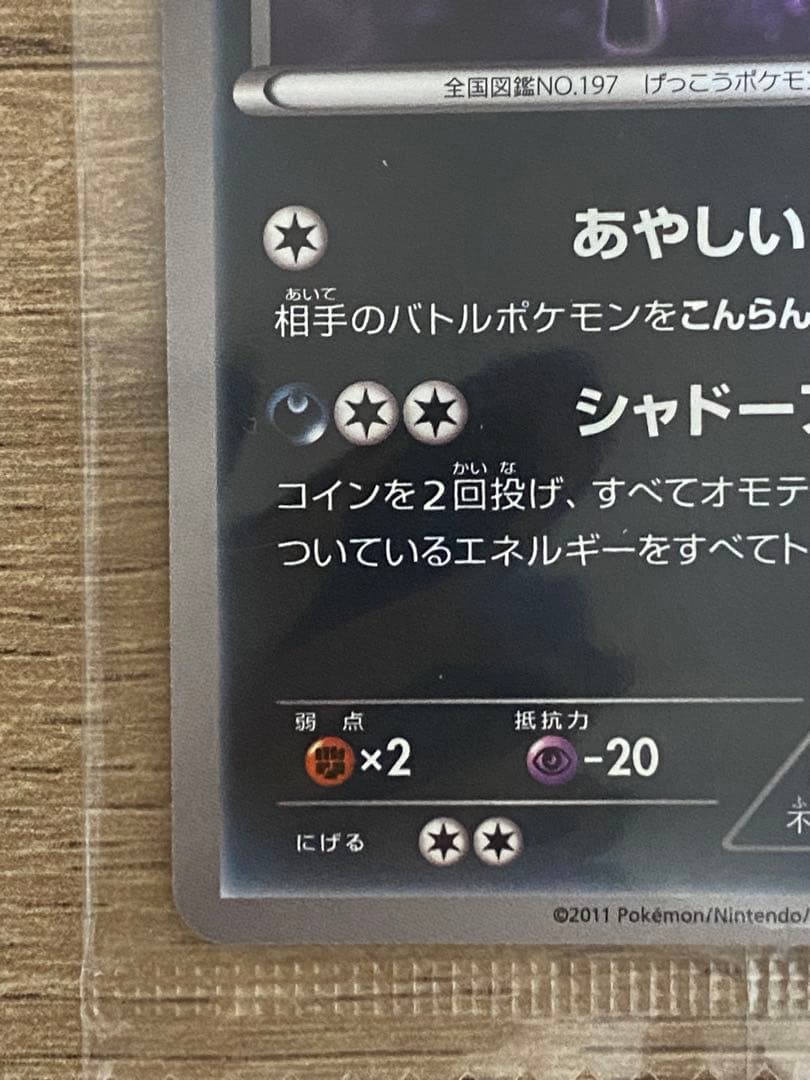 全国図鑑NO.197 げっこうポケモ
あやしい
あいて
相手のバトルポケモンをこんらん
シャドー
かい な
コインを2回投げ、すべてオモテ
ついているエネルギーをすべてト
弱点 抵抗力
×2 -20
にげる
©2011 Pokémon/Nintendo/